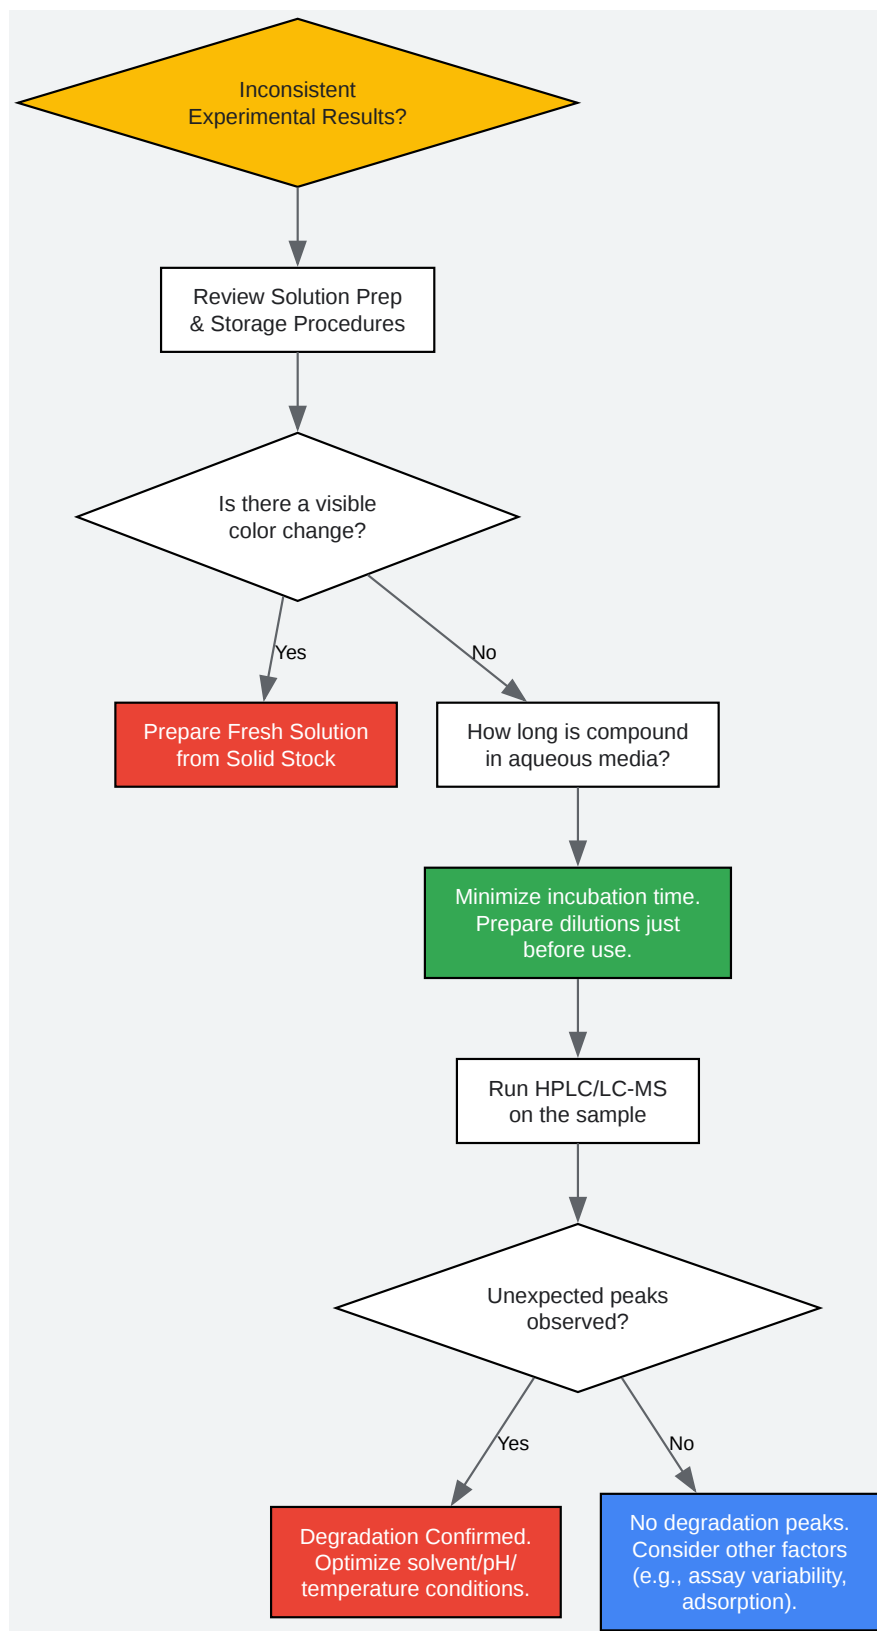 Inconsistent
Experimental Results?
Review Solution Prep
& Storage Procedures
Is there a visible
color change?
Yes
No
Prepare Fresh Solution
from Solid Stock
How long is compound
in aqueous media?
Minimize incubation time.
Prepare dilutions just
before use.
Run HPLC/LC-MS
on the sample
Unexpected peaks
observed?
Yes
No
Degradation Confirmed.
Optimize solvent/pH/
temperature conditions.
No degradation peaks.
Consider other factors
(e.g., assay variability,
adsorption).